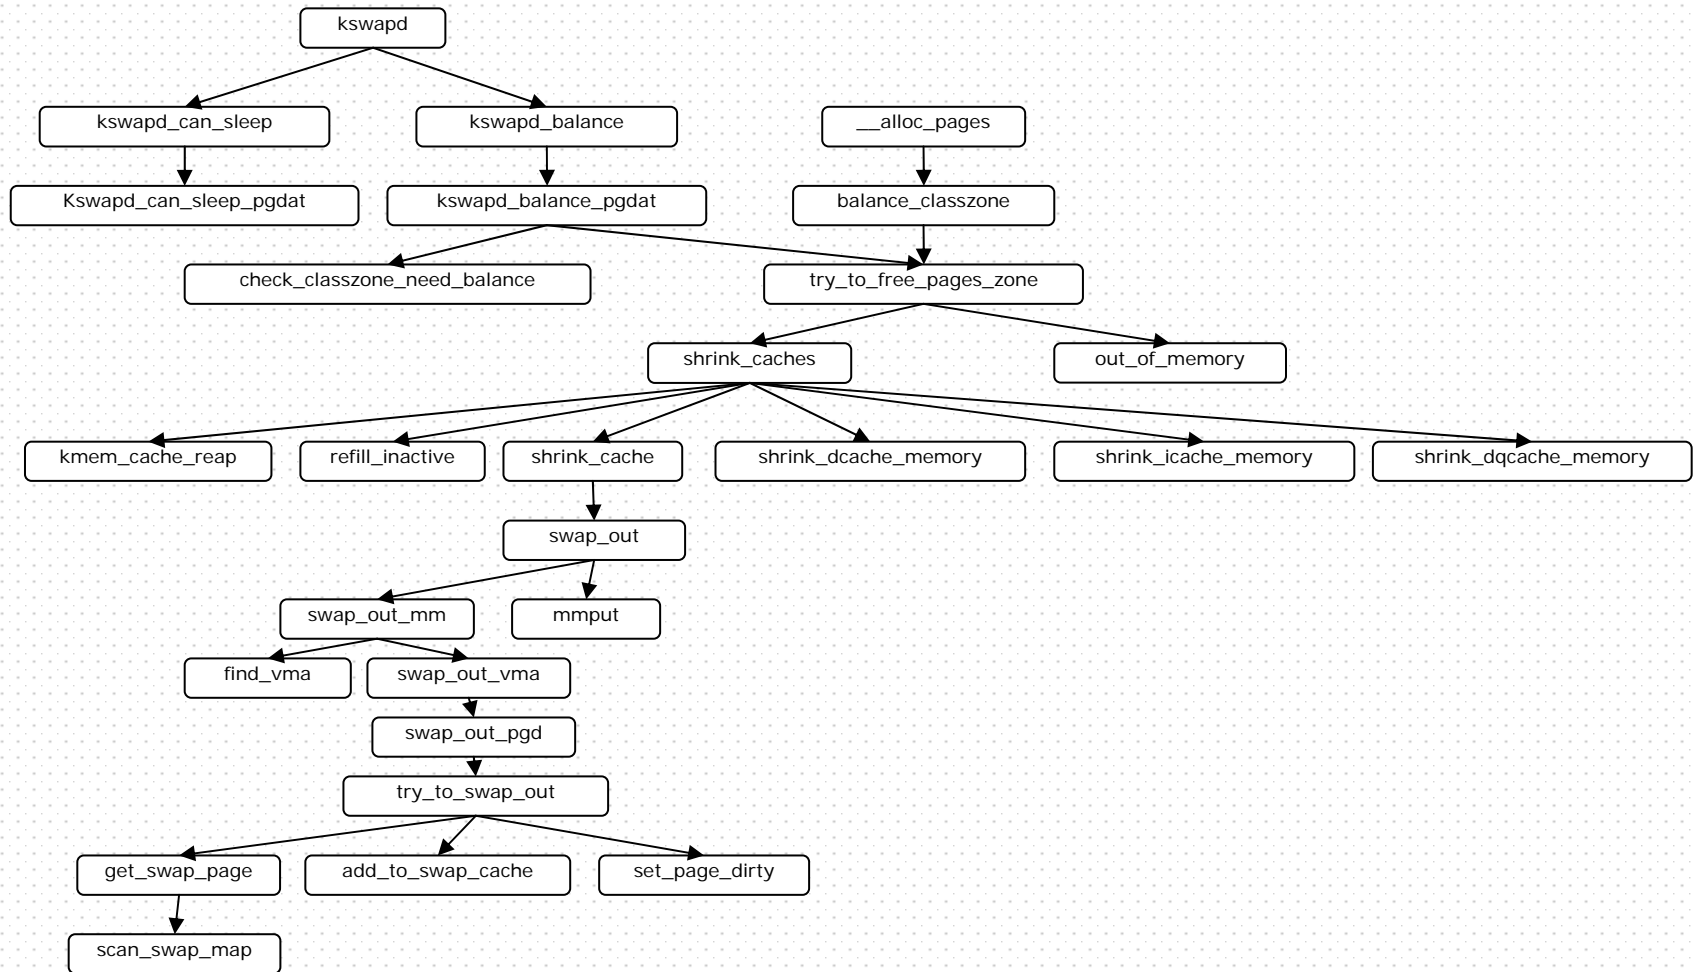 kswapd
kswapd_can_sleep
kswapd_balance
__alloc_pages
Kswapd_can_sleep_pgdat
kswapd_balance_pgdat
balance_classzone
check_classzone_need_balance
try_to_free_pages_zone
shrink_caches
out_of_memory
kmem_cache_reap
refill_inactive
shrink_cache
shrink_dcache_memory
shrink_icache_memory
shrink_dqcache_memory
swap_out
swap_out_mm
mmput
find_vma
swap_out_vma
swap_out_pgd
try_to_swap_out
get_swap_page
add_to_swap_cache
set_page_dirty
scan_swap_map